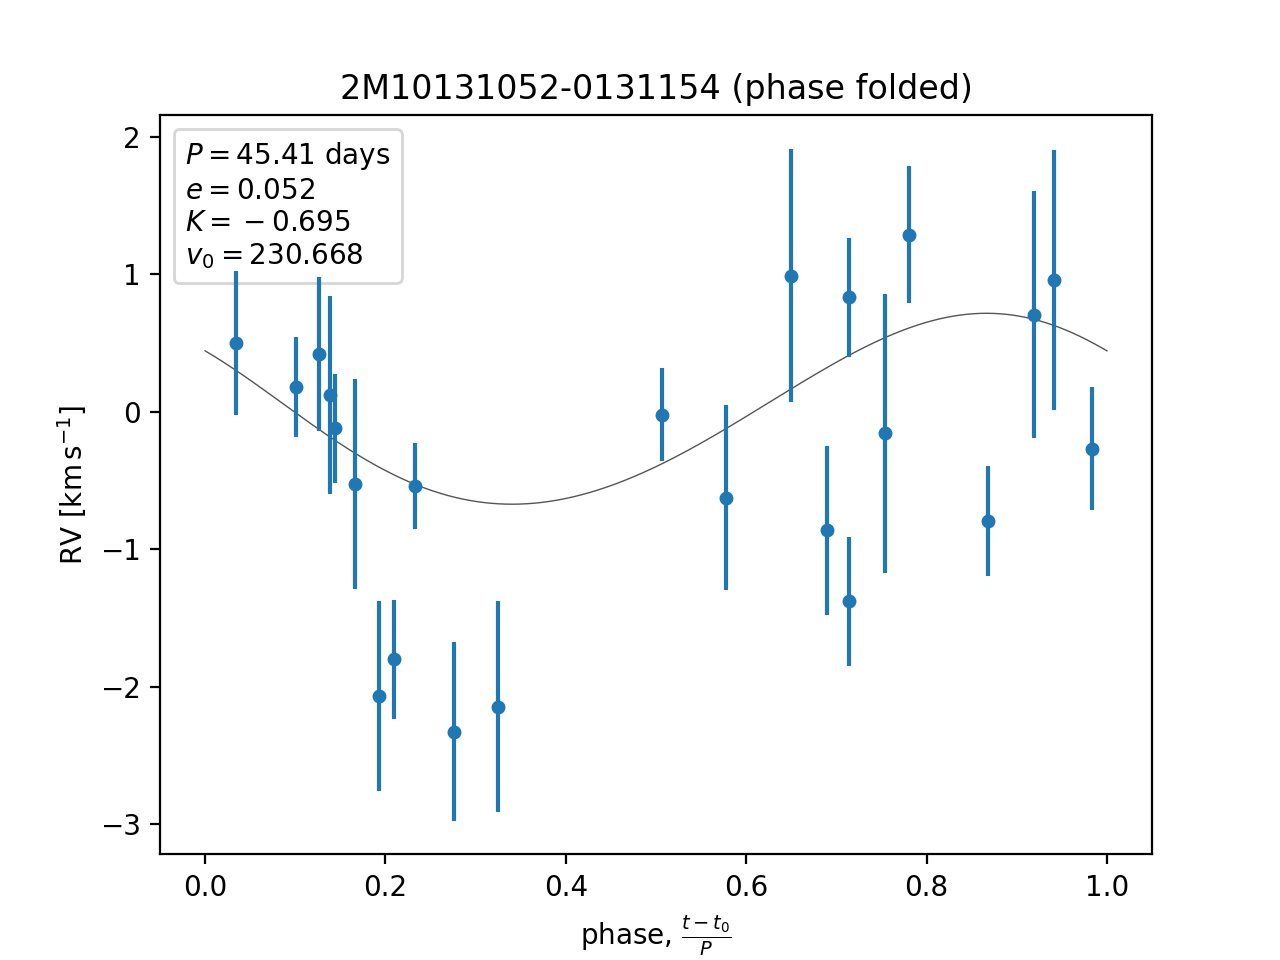 2M10131052-0131154 (phase folded)
P = 45.41 days
e = 0.052
K = −0.695
v₀ = 230.668
2
1
0
−1
−2
−3
RV [km s⁻¹]
0.0 0.2 0.4 0.6 0.8 1.0
phase, (t − t₀)/P